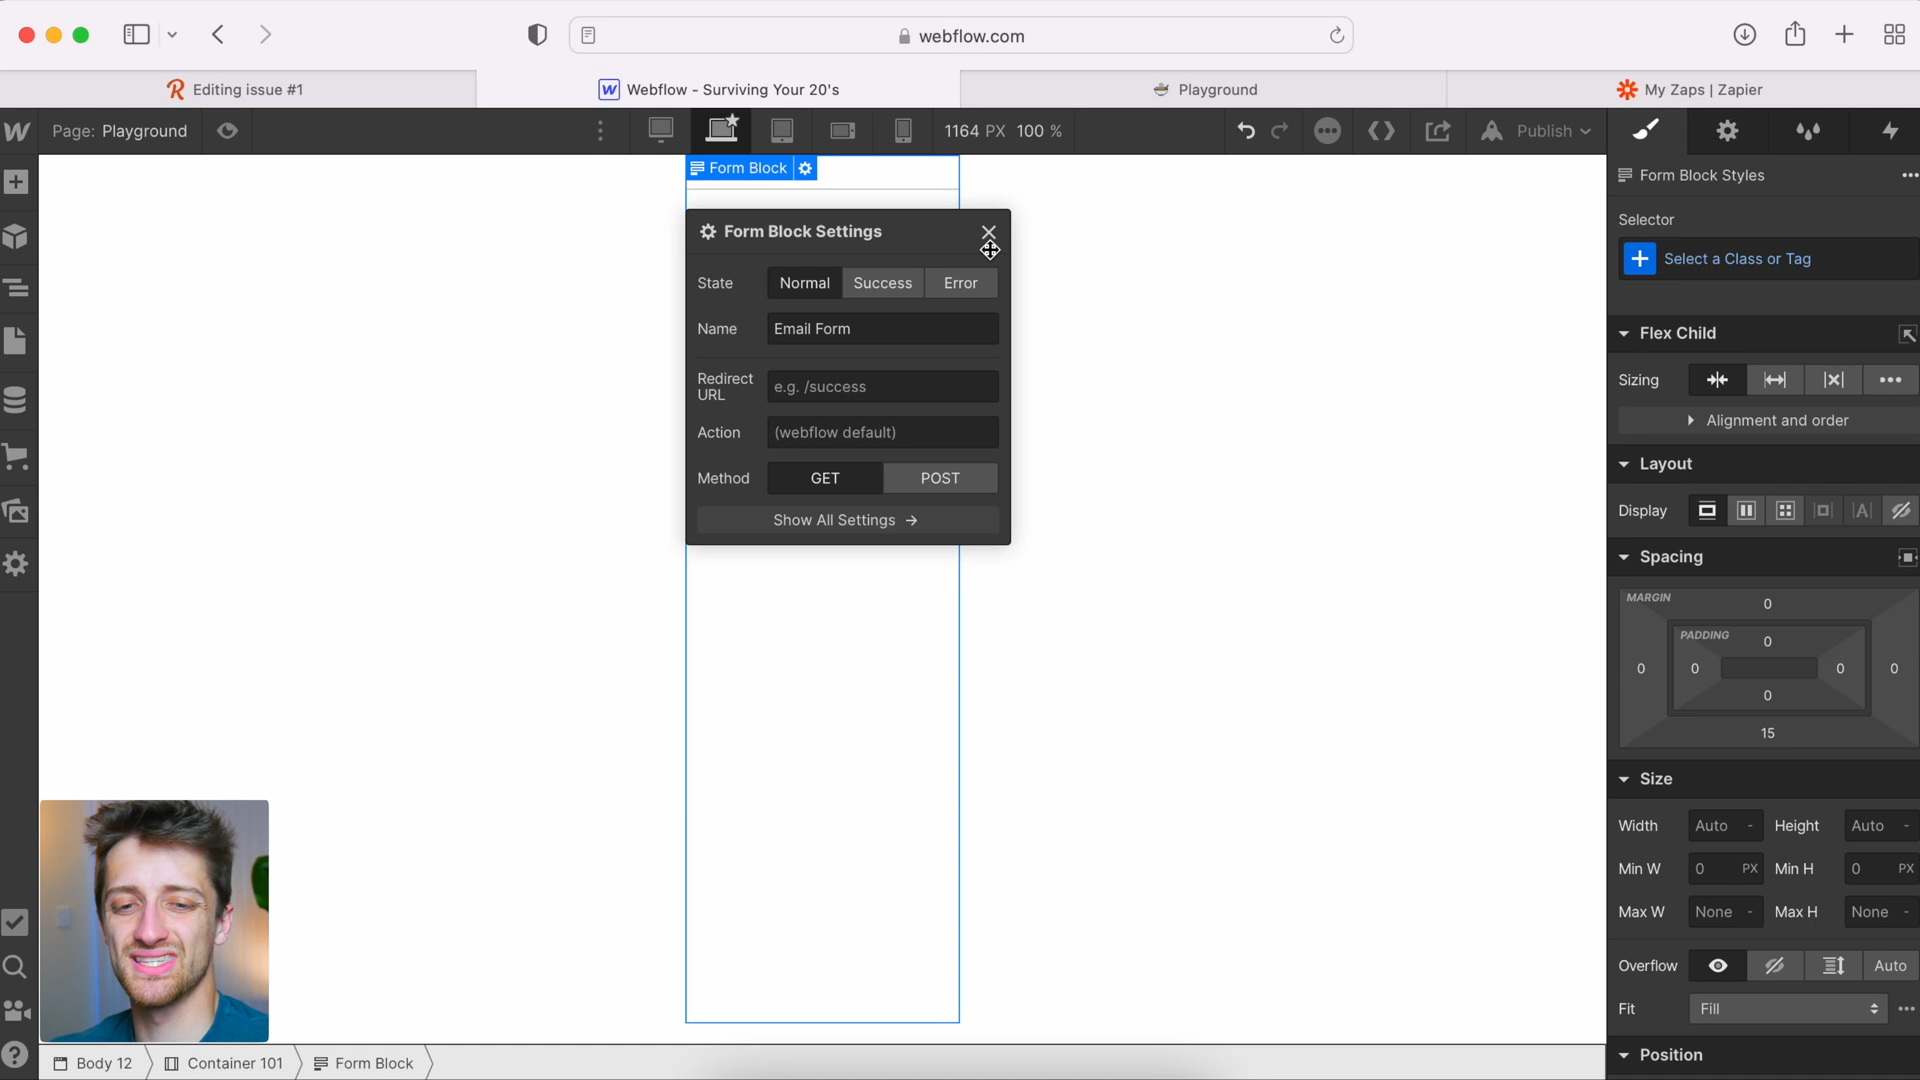 webflow.com
Editing issue #1
Webflow - Surviving Your 20's
Playground
My Zaps | Zapier
Page: Playground
1164 PX 100 %
Publish
Form Block
Form Block Settings
State Normal Success Error
Name Email Form
Redirect URL e.g. /success
Action (webflow default)
Method GET POST
Show All Settings
Form Block Styles
Selector
Select a Class or Tag
Flex Child
Sizing
Alignment and order
Layout
Display
Spacing
MARGIN
0
PADDING
0
0 0 0 0
0
15
Size
Width Auto - Height Auto -
Min W 0 PX Min H 0 PX
Max W None - Max H None -
Overflow Auto
Fit Fill
Position
Body 12 Container 101 Form Block